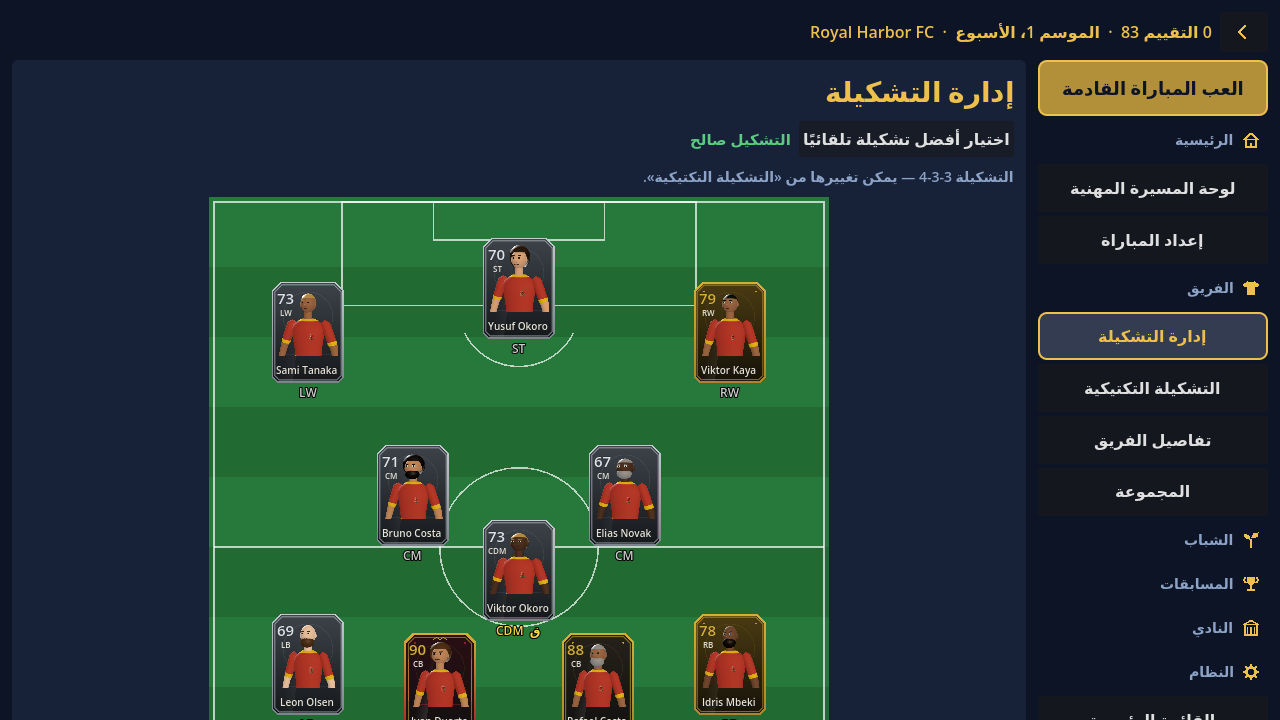 Royal Harbor FC · الموسم 1، الأسبوع · 83 التقييم 0
العب المباراة القادمة
الرئيسية
لوحة المسيرة المهنية
إعداد المباراة
الفريق
إدارة التشكيلة
التشكيلة التكتيكية
تفاصيل الفريق
المجموعة
الشباب
المسابقات
النادي
النظام
إدارة التشكيلة
اختيار أفضل تشكيلة تلقائيًا
التشكيل صالح
التشكيلة 3-3-4 — يمكن تغييرها من «التشكيلة التكتيكية».
70
ST
Yusuf Okoro
ST
73
LW
Sami Tanaka
LW
79
RW
Viktor Kaya
RW
71
CM
Bruno Costa
CM
67
CM
Elias Novak
CM
73
CDM
Viktor Okoro
CDM ق
69
LB
Leon Olsen
90
CB
88
CB
78
RB
Idris Mbeki